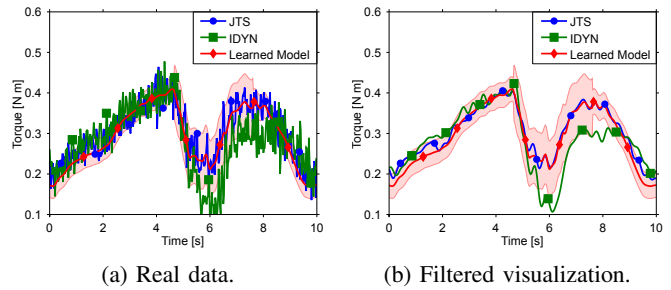 0.6
0.5
0.4
0.3
0.2
0.1
Torque [N m]
0 2 4 6 8 10
Time [s]
JTS
IDYN
Learned Model
(a) Real data.
0.6
0.5
0.4
0.3
0.2
0.1
Torque [N m]
0 2 4 6 8 10
Time [s]
JTS
IDYN
Learned Model
(b) Filtered visualization.